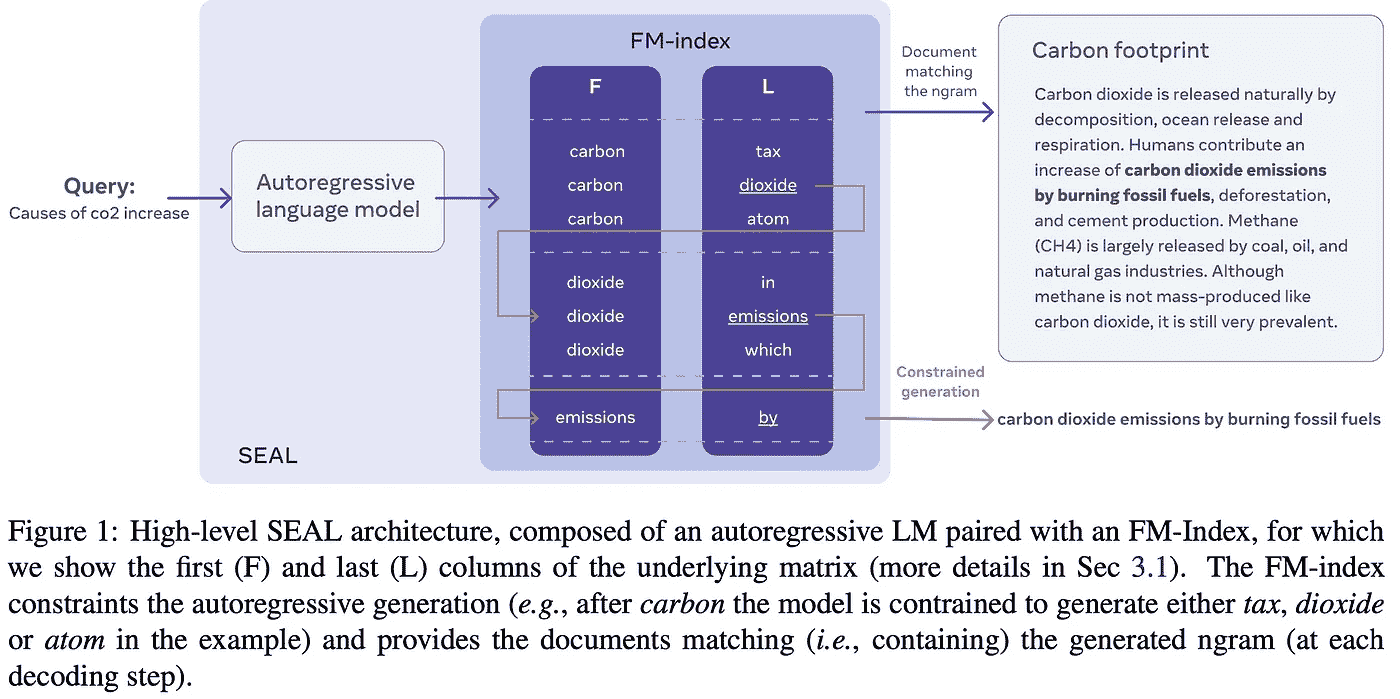 FM-index
F
L
carbon
tax
carbon
dioxide
carbon
atom
dioxide
in
dioxide
emissions
dioxide
which
emissions
by
Query:
Causes of co2 increase
Autoregressive
language model
SEAL
Document
matching
the ngram
Carbon footprint
Carbon dioxide is released naturally by
decomposition, ocean release and
respiration. Humans contribute an
increase of carbon dioxide emissions
by burning fossil fuels, deforestation,
and cement production. Methane
(CH4) is largely released by coal, oil, and
natural gas industries. Although
methane is not mass-produced like
carbon dioxide, it is still very prevalent.
Constrained
generation
carbon dioxide emissions by burning fossil fuels
Figure 1: High-level SEAL architecture, composed of an autoregressive LM paired with an FM-Index, for which
we show the first (F) and last (L) columns of the underlying matrix (more details in Sec 3.1). The FM-index
constraints the autoregressive generation (e.g., after carbon the model is contrained to generate either tax, dioxide
or atom in the example) and provides the documents matching (i.e., containing) the generated ngram (at each
decoding step).